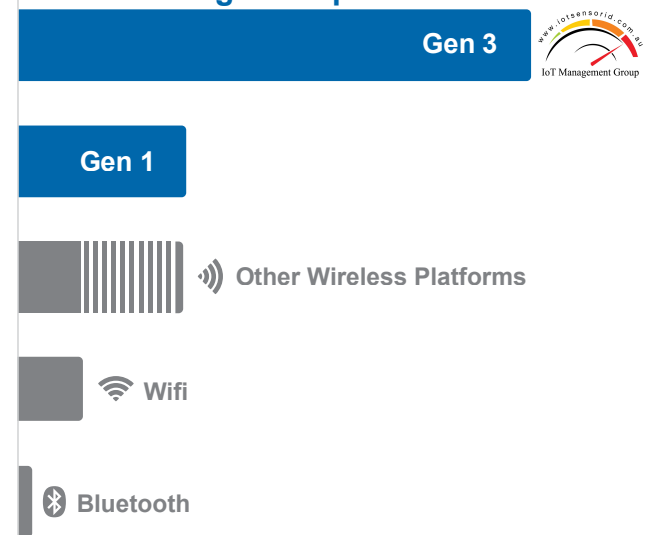 Gen 3
www.iotsensorid.com.au
IoT Management Group
Gen 1
Other Wireless Platforms
Wifi
Bluetooth